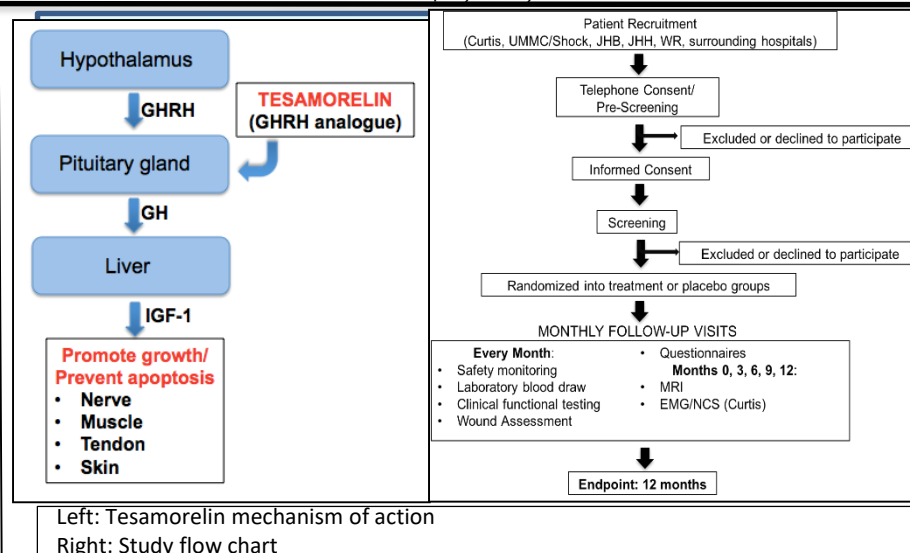 Hypothalamus
GHRH
TESAMORELIN
(GHRH analogue)
Pituitary gland
GH
Liver
IGF-1
Promote growth/
Prevent apoptosis
• Nerve
• Muscle
• Tendon
• Skin
Patient Recruitment
(Curtis, UMMC/Shock, JHB, JHH, WR, surrounding hospitals)
Telephone Consent/
Pre-Screening
Excluded or declined to participate
Informed Consent
Screening
Excluded or declined to participate
Randomized into treatment or placebo groups
MONTHLY FOLLOW-UP VISITS
Every Month:
• Safety monitoring
• Laboratory blood draw
• Clinical functional testing
• Wound Assessment
• Questionnaires
Months 0, 3, 6, 9, 12:
• MRI
• EMG/NCS (Curtis)
Endpoint: 12 months
Left: Tesamorelin mechanism of action
Right: Study flow chart